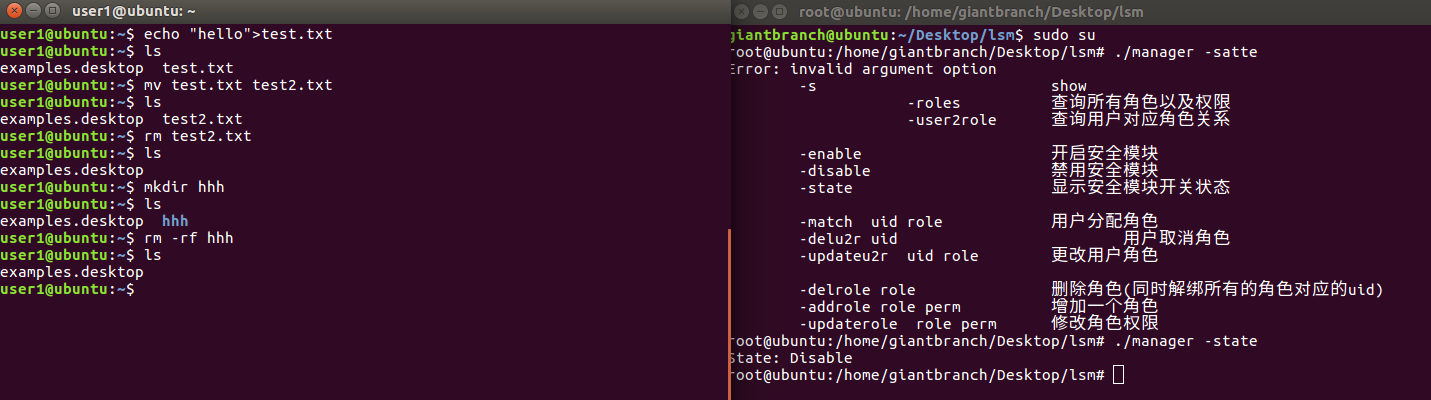 user1@ubuntu: ~
user1@ubuntu:~$ echo "hello">test.txt
user1@ubuntu:~$ ls
examples.desktop  test.txt
user1@ubuntu:~$ mv test.txt test2.txt
user1@ubuntu:~$ ls
examples.desktop  test2.txt
user1@ubuntu:~$ rm test2.txt
user1@ubuntu:~$ ls
examples.desktop
user1@ubuntu:~$ mkdir hhh
user1@ubuntu:~$ ls
examples.desktop  hhh
user1@ubuntu:~$ rm -rf hhh
user1@ubuntu:~$ ls
examples.desktop
user1@ubuntu:~$
root@ubuntu: /home/giantbranch/Desktop/lsm
giantbranch@ubuntu:~/Desktop/lsm$ sudo su
root@ubuntu:/home/giantbranch/Desktop/lsm# ./manager -satte
Error: invalid argument option
-s show
-roles 查询所有角色以及权限
-user2role 查询用户对应角色关系
-enable 开启安全模块
-disable 禁用安全模块
-state 显示安全模块开关状态
-match  uid role 用户分配角色
-delu2r uid 用户取消角色
-updateu2r  uid role 更改用户角色
-delrole role 删除角色(同时解绑所有的角色对应的uid)
-addrole role perm 增加一个角色
-updaterole  role perm 修改角色权限
root@ubuntu:/home/giantbranch/Desktop/lsm# ./manager -state
State: Disable
root@ubuntu:/home/giantbranch/Desktop/lsm#